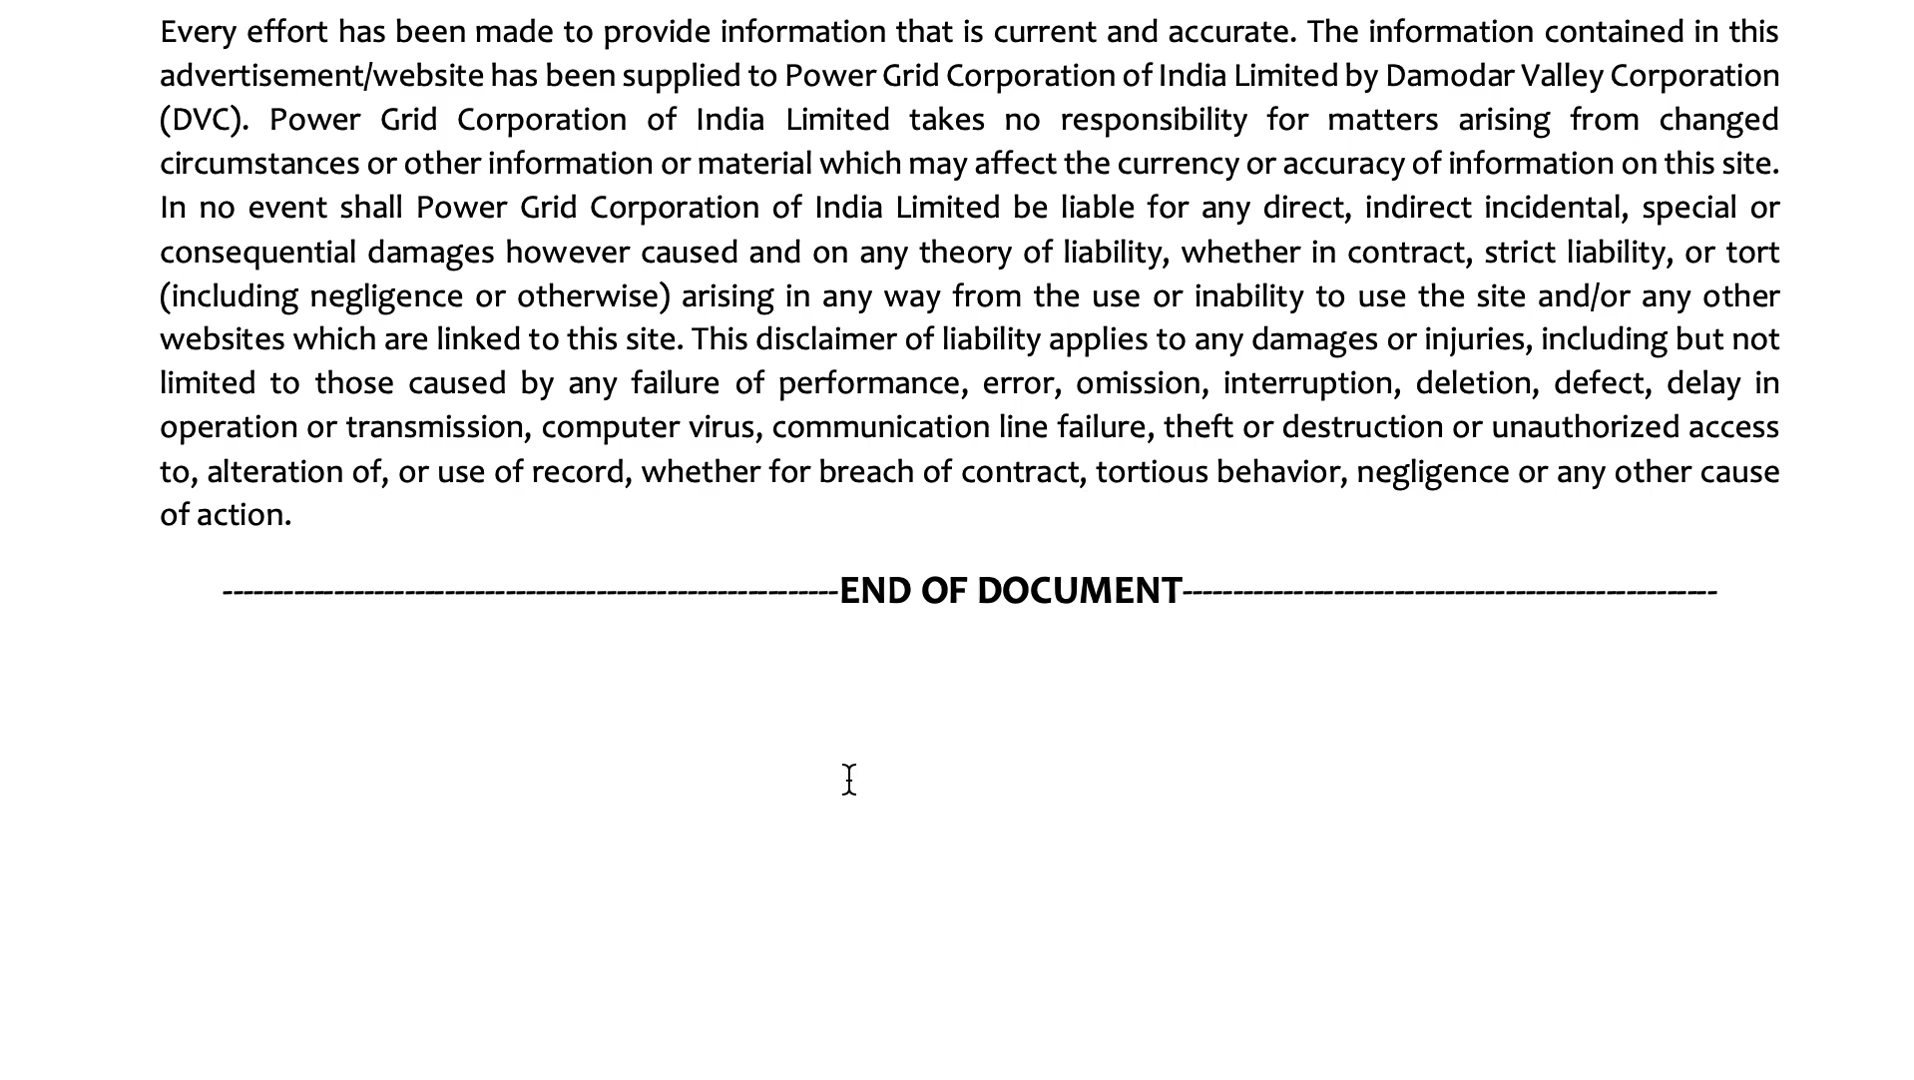 Every effort has been made to provide information that is current and accurate. The information contained in this
advertisement/website has been supplied to Power Grid Corporation of India Limited by Damodar Valley Corporation
(DVC). Power Grid Corporation of India Limited takes no responsibility for matters arising from changed
circumstances or other information or material which may affect the currency or accuracy of information on this site.
In no event shall Power Grid Corporation of India Limited be liable for any direct, indirect incidental, special or
consequential damages however caused and on any theory of liability, whether in contract, strict liability, or tort
(including negligence or otherwise) arising in any way from the use or inability to use the site and/or any other
websites which are linked to this site. This disclaimer of liability applies to any damages or injuries, including but not
limited to those caused by any failure of performance, error, omission, interruption, deletion, defect, delay in
operation or transmission, computer virus, communication line failure, theft or destruction or unauthorized access
to, alteration of, or use of record, whether for breach of contract, tortious behavior, negligence or any other cause
of action.
-------------------------------------------------------------END OF DOCUMENT-----------------------------------------------------